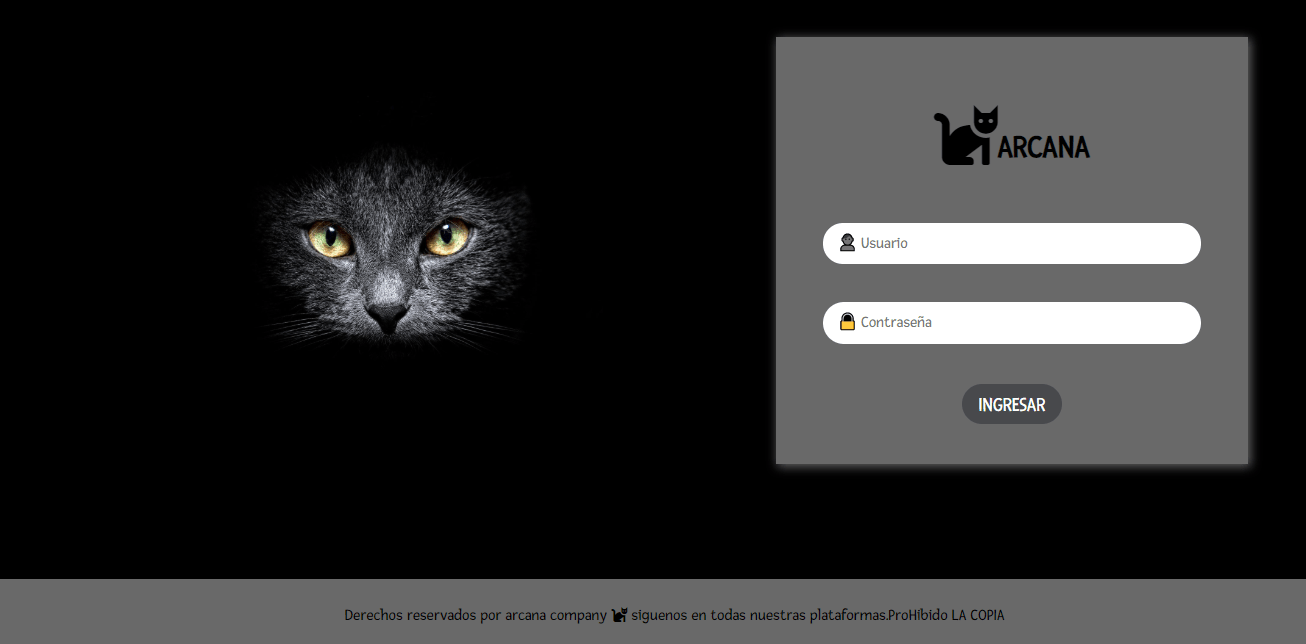 ARCANA
Usuario
Contraseña
INGRESAR
Derechos reservados por arcana company siguenos en todas nuestras plataformas.ProHibido LA COPIA